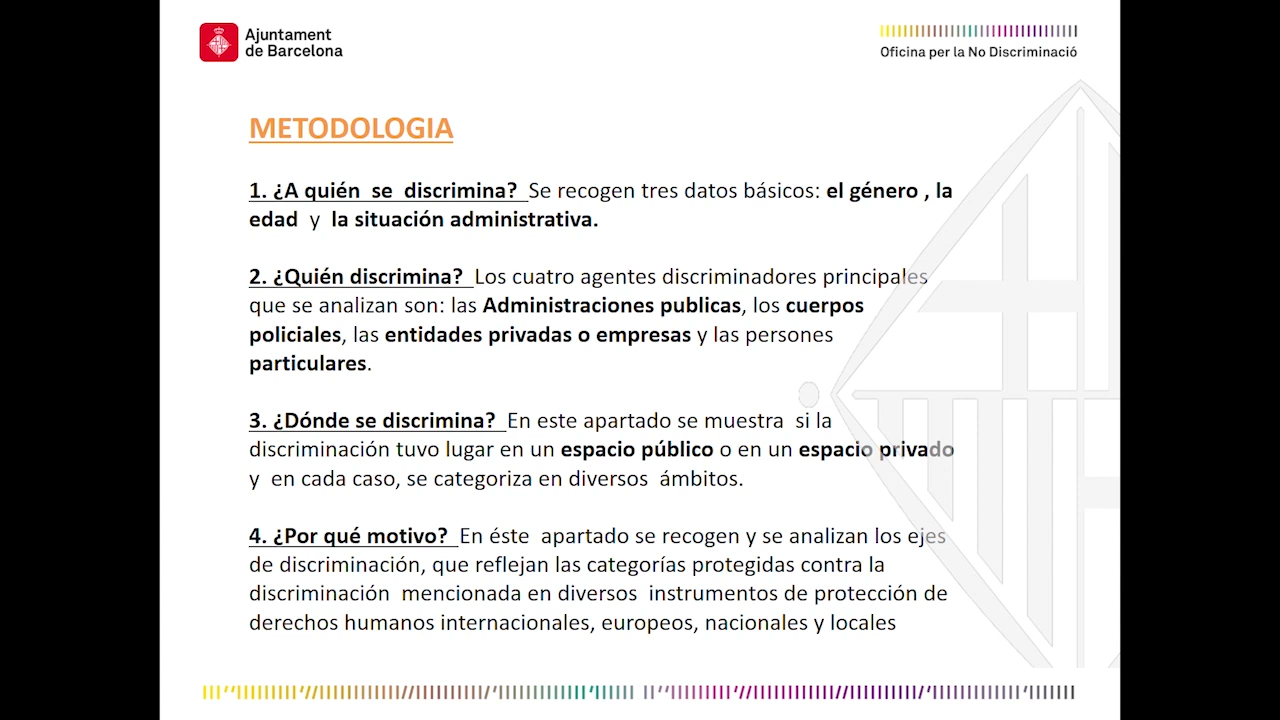 Ajuntament
de Barcelona
Oficina per la No Discriminació
METODOLOGIA
1. ¿A quién se discrimina? Se recogen tres datos básicos: el género , la
edad y la situación administrativa.
2. ¿Quién discrimina? Los cuatro agentes discriminadores principales
que se analizan son: las Administraciones publicas, los cuerpos
policiales, las entidades privadas o empresas y las personas
particulares.
3. ¿Dónde se discrimina? En este apartado se muestra si la
discriminación tuvo lugar en un espacio público o en un espacio privado
y en cada caso, se categoriza en diversos ámbitos.
4. ¿Por qué motivo? En éste apartado se recogen y se analizan los ejes
de discriminación, que reflejan las categorías protegidas contra la
discriminación mencionada en diversos instrumentos de protección de
derechos humanos internacionales, europeos, nacionales y locales